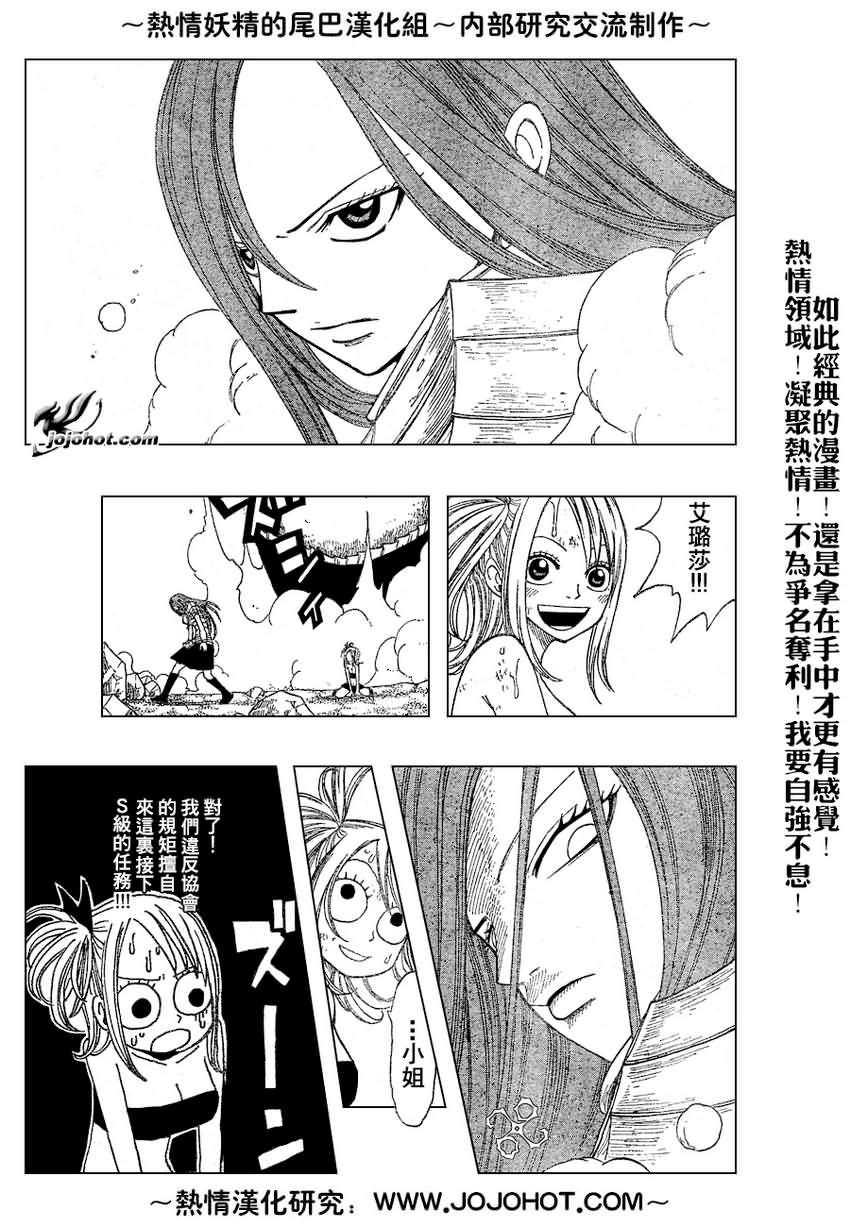 ～熱情妖精的尾巴漢化組～内部研究交流制作～
如此經典的漫畫！還是拿在手中才更有感覺！
熱情領域！凝聚熱情！不為爭名奪利！我要自強不息！
jojohot.com
艾璐莎!!!
…小姐
對了！
我們違反協會
的規矩擅自
來這裏接下
S級的任務!!!
ズーン
～熱情漢化研究：WWW.JOJOHOT.COM～